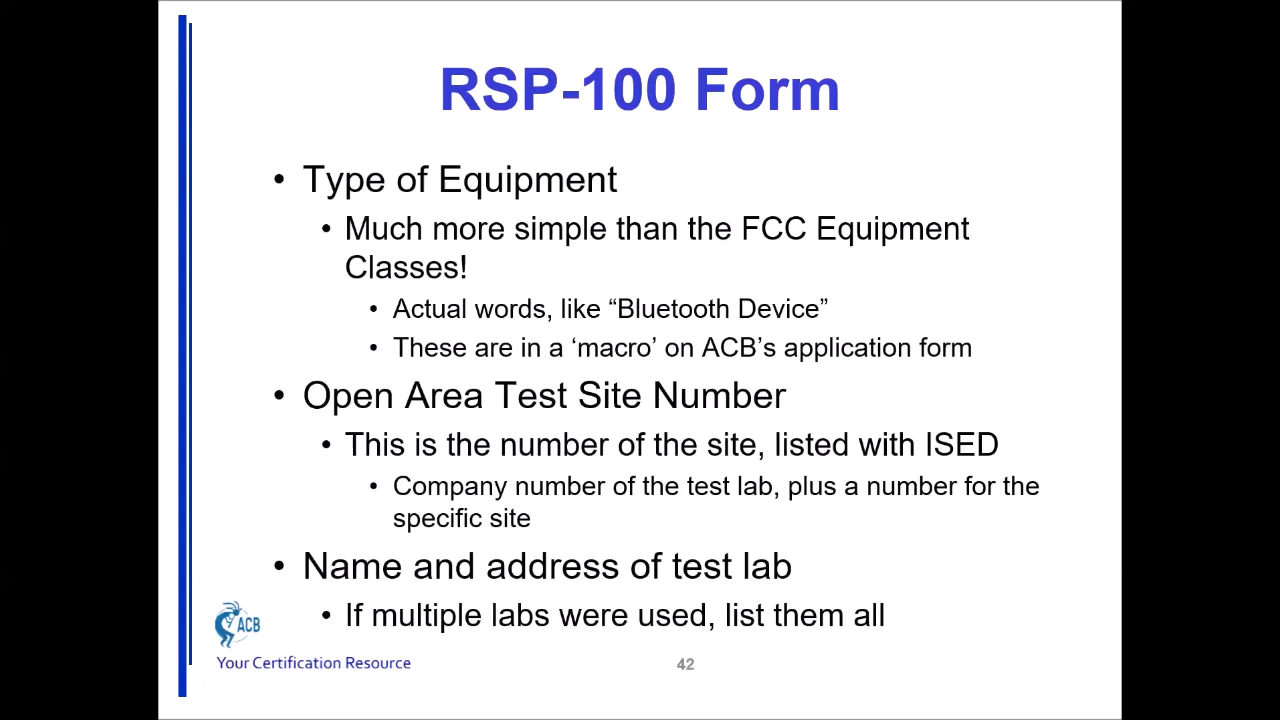 RSP-100 Form
• Type of Equipment
• Much more simple than the FCC Equipment
Classes!
• Actual words, like “Bluetooth Device”
• These are in a ‘macro’ on ACB’s application form
• Open Area Test Site Number
• This is the number of the site, listed with ISED
• Company number of the test lab, plus a number for the
specific site
• Name and address of test lab
• If multiple labs were used, list them all
ACB
Your Certification Resource
42